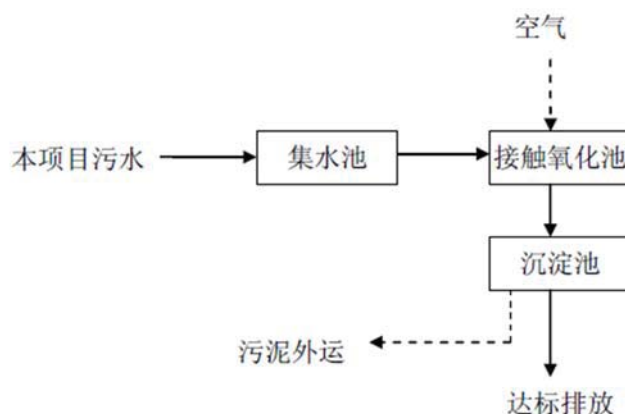 空气
本项目污水
集水池
接触氧化池
沉淀池
污泥外运
达标排放